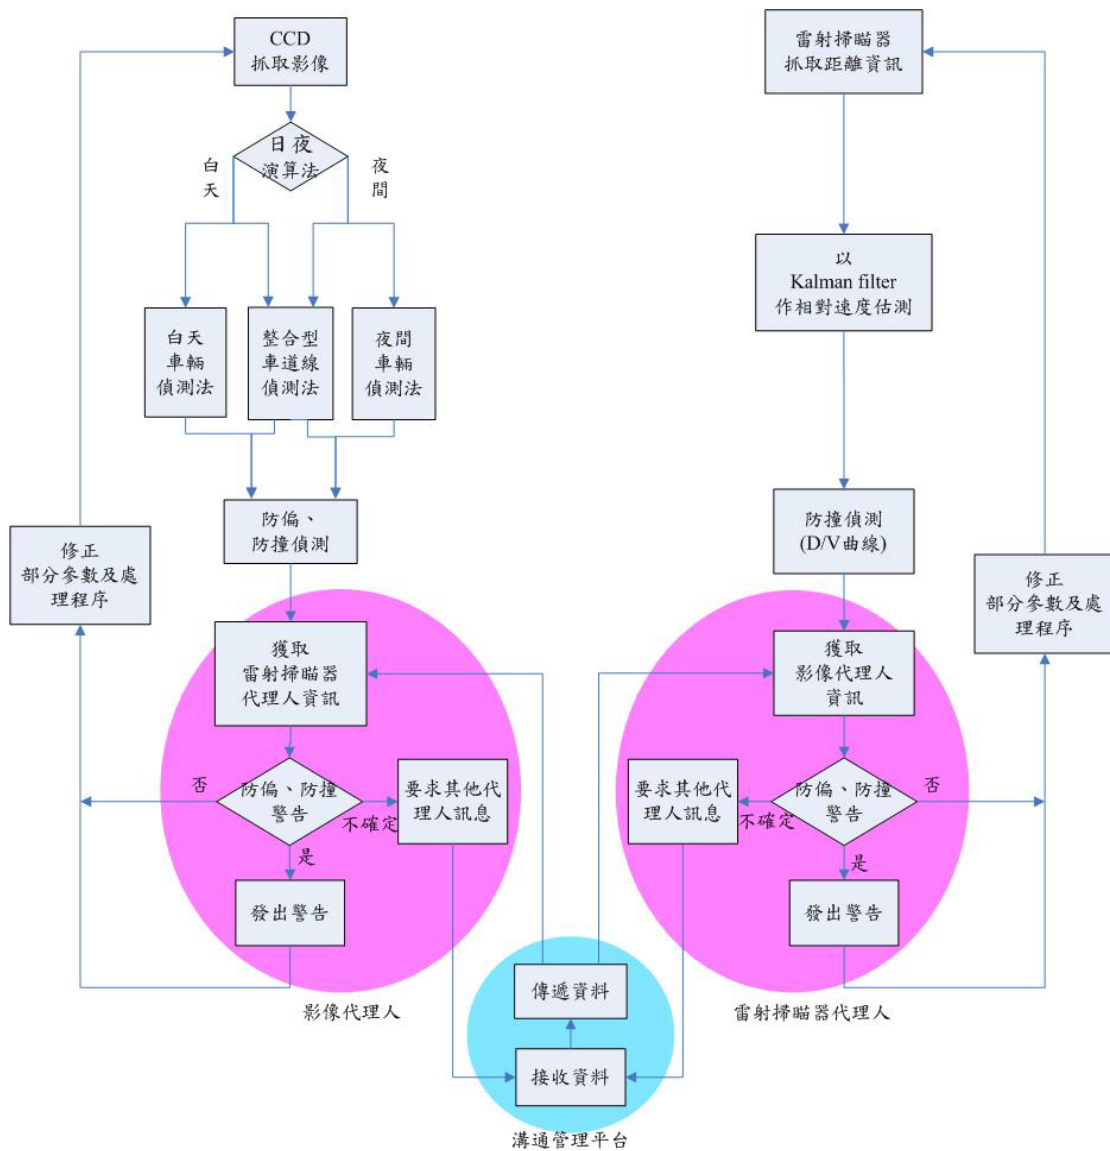 CCD
抓取影像
日夜
演算法
白
天
夜
間
白天
車輛
偵測法
整合型
車道線
偵測法
夜間
車輛
偵測法
防偏、
防撞偵測
修正
部分參數及處
理程序
獲取
雷射掃瞄器
代理人資訊
防偏、防撞
警告
否
不確定
是
要求其他代
理人訊息
發出警告
影像代理人
雷射掃瞄器
抓取距離資訊
以
Kalman filter
作相對速度估測
防撞偵測
(D/V曲線)
修正
部分參數及處
理程序
獲取
影像代理人
資訊
要求其他代
理人訊息
防偏、防撞
警告
否
不確定
是
發出警告
雷射掃瞄器代理人
傳遞資料
接收資料
溝通管理平台